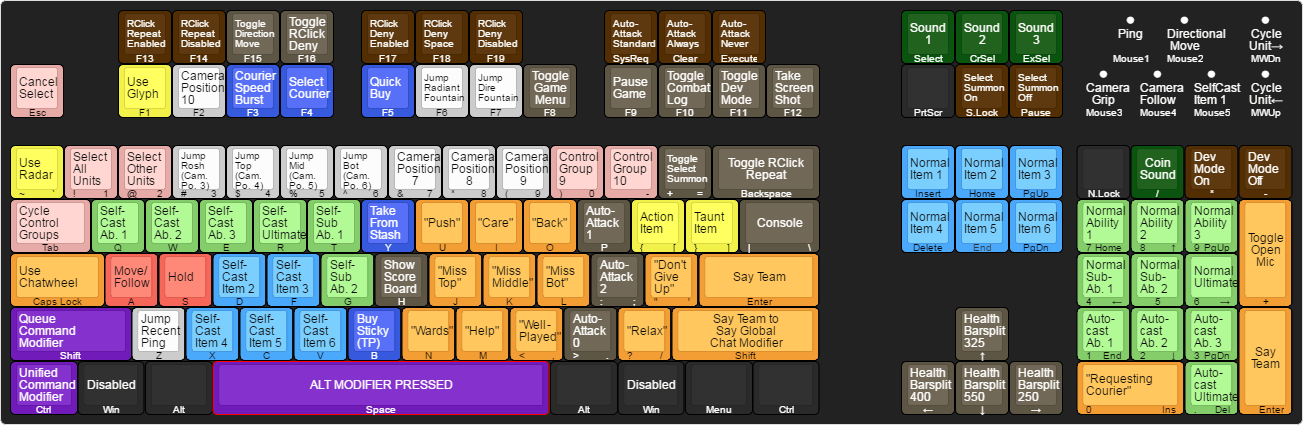 RClick
Repeat
Enabled
F13
RClick
Repeat
Disabled
F14
Toggle
Direction
Move
F15
Toggle
RClick
Deny
F16
RClick
Deny
Enabled
F17
RClick
Deny
Space
F18
RClick
Deny
Disabled
F19
Auto-
Attack
Standard
SysReq
Auto-
Attack
Always
Clear
Auto-
Attack
Never
Execute
Sound
1
Select
Sound
2
CrSel
Sound
3
ExSel
Ping
Mouse1
Directional
Move
Mouse2
Cycle
Unit→
MWDn
Cancel
Select
Esc
Use
Glyph
F1
Camera
Position
10
F2
Courier
Speed
Burst
F3
Select
Courier
F4
Quick
Buy
F5
Jump
Radiant
Fountain
F6
Jump
Dire
Fountain
F7
Toggle
Game
Menu
F8
Pause
Game
F9
Toggle
Combat
Log
F10
Toggle
Dev
Mode
F11
Take
Screen
Shot
F12
PrtScr
Select
Summon
On
S.Lock
Select
Summon
Off
Pause
Camera
Grip
Mouse3
Camera
Follow
Mouse4
SelfCast
Item 1
Mouse5
Cycle
Unit←
MWUp
Use
Radar
~ `
Select
All
Units
! 1
Select
Other
Units
@ 2
Jump
Rosh
(Cam.
Po. 3)
# 3
Jump
Top
(Cam.
Po. 4)
$ 4
Jump
Mid
(Cam.
Po. 5)
% 5
Jump
Bot
(Cam.
Po. 6)
^ 6
Camera
Position
7
& 7
Camera
Position
8
* 8
Camera
Position
9
( 9
Control
Group
9
) 0
Control
Group
10
_ -
Toggle
Select
Summon
+ =
Toggle RClick
Repeat
Backspace
Normal
Item 1
Insert
Normal
Item 2
Home
Normal
Item 3
PgUp
N.Lock
Coin
Sound
/
Dev
Mode
On
*
Dev
Mode
Off
-
Cycle
Control
Groups
Tab
Self-
Cast
Ab. 1
Q
Self-
Cast
Ab. 2
W
Self-
Cast
Ab. 3
E
Self-
Cast
Ultimate
R
Self-
Sub
Ab. 1
T
Take
From
Stash
Y
"Push"
U
"Care"
I
"Back"
O
Auto-
Attack
1
P
Action
Item
{ [
Taunt
Item
} ]
Console
| \
Normal
Item 4
Delete
Normal
Item 5
End
Normal
Item 6
PgDn
Normal
Ability
1
7 Home
Normal
Ability
2
8 ↑
Normal
Ability
3
9 PgUp
Toggle
Open
Mic
+
Use
Chatwheel
Caps Lock
Move/
Follow
A
Hold
S
Self-
Cast
Item 2
D
Self-
Cast
Item 3
F
Self-
Sub
Ab. 2
G
Show
Score
Board
H
"Miss
Top"
J
"Miss
Middle"
K
"Miss
Bot"
L
Auto-
Attack
2
: ;
"Don't
Give
Up"
" '
Say Team
Enter
Normal
Sub-
Ab. 1
4 ←
Normal
Sub-
Ab. 2
5
Normal
Ultimate
6 →
Queue
Command
Modifier
Shift
Jump
Recent
Ping
Z
Self-
Cast
Item 4
X
Self-
Cast
Item 5
C
Self-
Cast
Item 6
V
Buy
Sticky
(TP)
B
"Wards"
N
"Help"
M
"Well-
Played"
< ,
Auto-
Attack
0
> .
"Relax"
? /
Say Team to
Say Global
Chat Modifier
Shift
Health
Barsplit
325
↑
Auto-
cast
Ab. 1
1 End
Auto-
cast
Ab. 2
2 ↓
Auto-
cast
Ab. 3
3 PgDn
Say
Team
Enter
Unified
Command
Modifier
Ctrl
Disabled
Win
Alt
ALT MODIFIER PRESSED
Space
Alt
Disabled
Win
Menu
Ctrl
Health
Barsplit
400
←
Health
Barsplit
550
↓
Health
Barsplit
250
→
"Requesting
Courier"
0 Ins
Auto-
cast
Ultimate
. Del